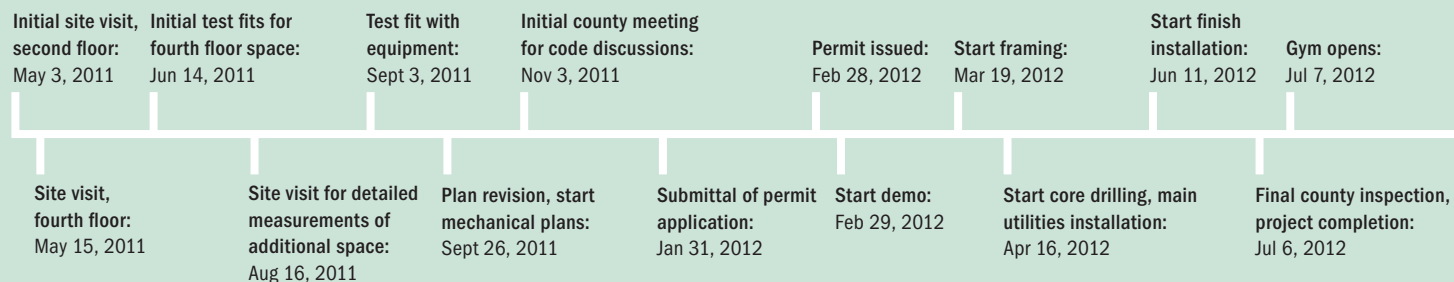 Initial site visit,
second floor:
May 3, 2011
Initial test fits for
fourth floor space:
Jun 14, 2011
Test fit with
equipment:
Sept 3, 2011
Initial county meeting
for code discussions:
Nov 3, 2011
Permit issued:
Feb 28, 2012
Start framing:
Mar 19, 2012
Start finish
installation:
Jun 11, 2012
Gym opens:
Jul 7, 2012
Site visit,
fourth floor:
May 15, 2011
Site visit for detailed
measurements of
additional space:
Aug 16, 2011
Plan revision, start
mechanical plans:
Sept 26, 2011
Submittal of permit
application:
Jan 31, 2012
Start demo:
Feb 29, 2012
Start core drilling, main
utilities installation:
Apr 16, 2012
Final county inspection,
project completion:
Jul 6, 2012